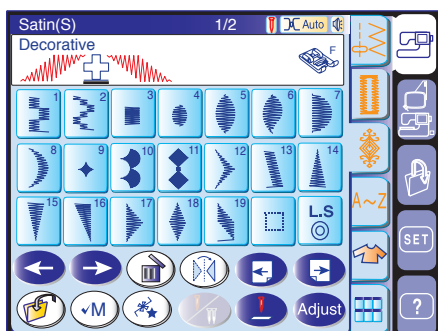 Satin(S) 1/2 Auto
Decorative F
1 2 3 4 5 6 7
8 9 10 11 12 13 14
15 16 17 18 19 L.S
A~Z
SET
✓M Adjust ?